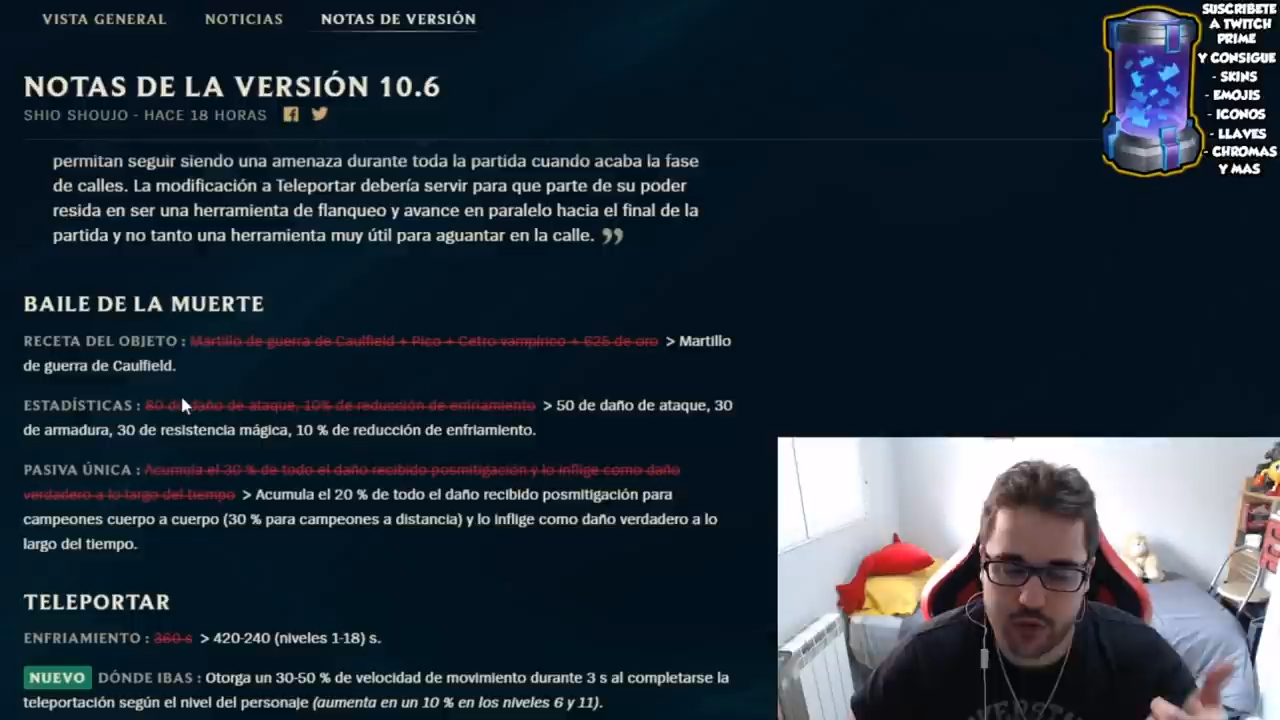 VISTA GENERAL NOTICIAS NOTAS DE VERSIÓN
NOTAS DE LA VERSIÓN 10.6
SHIO SHOUJO - HACE 18 HORAS
permitan seguir siendo una amenaza durante toda la partida cuando acaba la fase
de calles. La modificación a Teleportar debería servir para que parte de su poder
resida en ser una herramienta de flanqueo y avance en paralelo hacia el final de la
partida y no tanto una herramienta muy útil para aguantar en la calle. ”
BAILE DE LA MUERTE
RECETA DEL OBJETO : Martillo de guerra de Caulfield + Pico + Cetro vampírico + 625 de oro > Martillo
de guerra de Caulfield.
ESTADÍSTICAS : 80 de daño de ataque, 10% de reducción de enfriamiento > 50 de daño de ataque, 30
de armadura, 30 de resistencia mágica, 10 % de reducción de enfriamiento.
PASIVA ÚNICA : Acumula el 30 % de todo el daño recibido posmitigación y lo inflige como daño
verdadero a lo largo del tiempo > Acumula el 20 % de todo el daño recibido posmitigación para
campeones cuerpo a cuerpo (30 % para campeones a distancia) y lo inflige como daño verdadero a lo
largo del tiempo.
TELEPORTAR
ENFRIAMIENTO : 360 s > 420-240 (niveles 1-18) s.
NUEVO DÓNDE IBAS : Otorga un 30-50 % de velocidad de movimiento durante 3 s al completarse la
teleportación según el nivel del personaje (aumenta en un 10 % en los niveles 6 y 11).
SUSCRIBETE
A TWITCH
PRIME
Y CONSIGUE
- SKINS
- EMOJIS
- ICONOS
- LLAVES
- CHROMAS
Y MAS